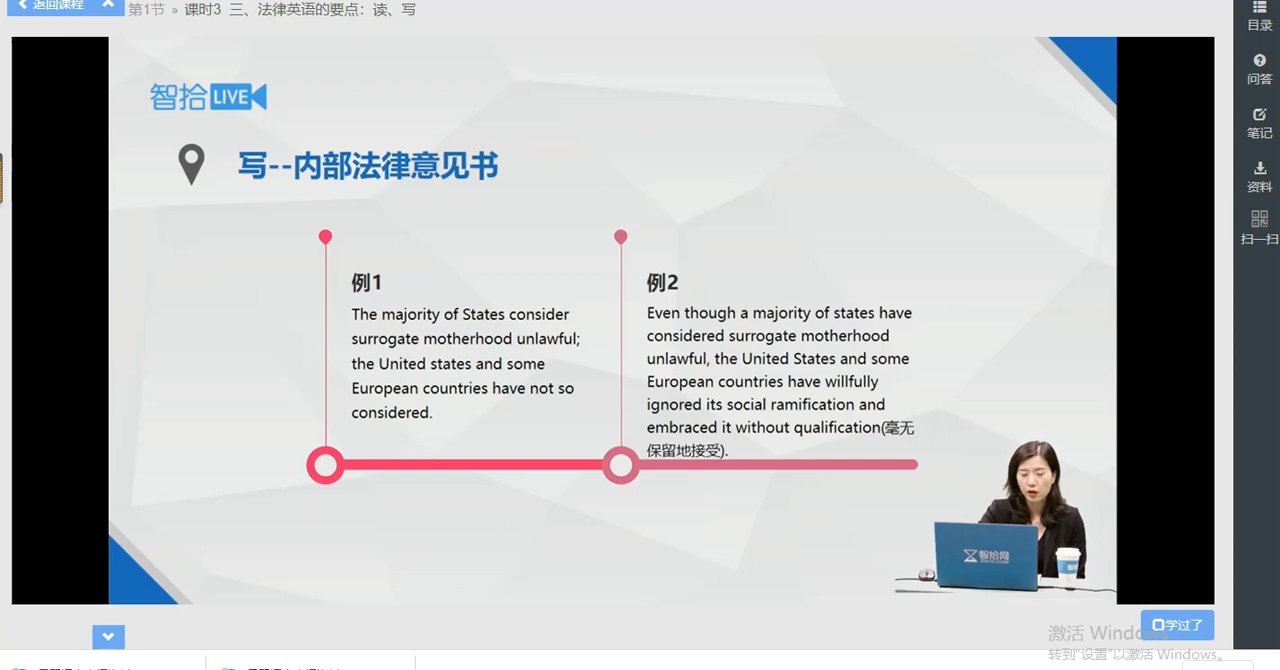 返回课程
第1节 » 课时3 三、法律英语的要点：读、写
目录
问答
笔记
资料
扫一扫
智拾LIVE
写--内部法律意见书
例1
The majority of States consider
surrogate motherhood unlawful;
the United states and some
European countries have not so
considered.
例2
Even though a majority of states have
considered surrogate motherhood
unlawful, the United States and some
European countries have willfully
ignored its social ramification and
embraced it without qualification(毫无
保留地接受).
智拾网
学过了
激活 Windows
转到“设置”以激活 Windows。